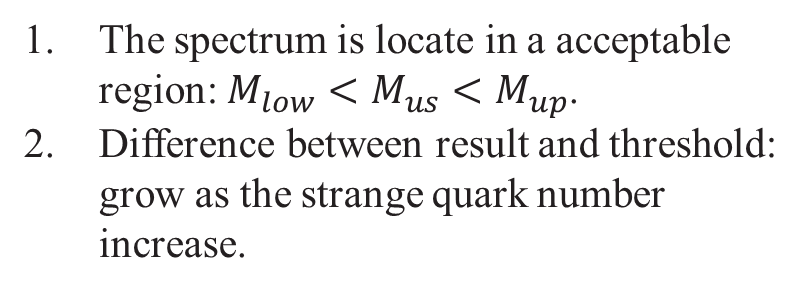 1. The spectrum is locate in a acceptable
region: M_low < M_us < M_up.
2. Difference between result and threshold:
grow as the strange quark number
increase.